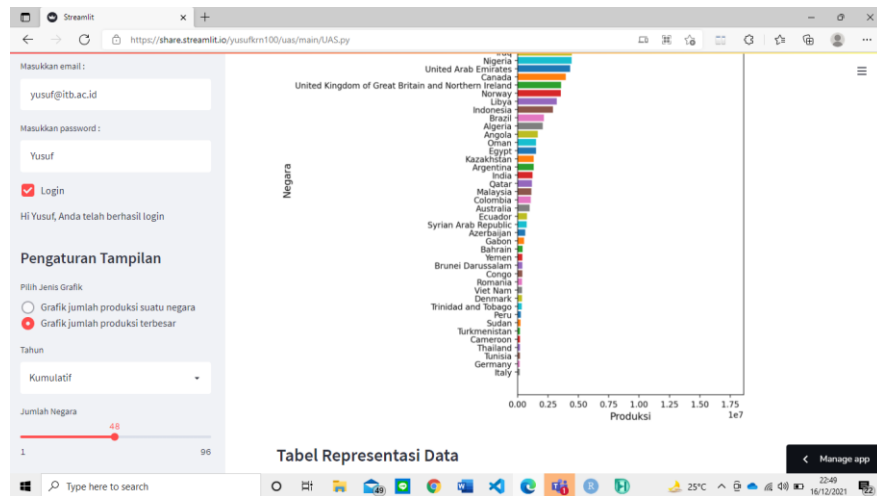 Streamlit
https://share.streamlit.io/yusufkrn100/uas/main/UAS.py
Masukkan email :
yusuf@itb.ac.id
Masukkan password :
Yusuf
Login
Hi Yusuf, Anda telah berhasil login
Pengaturan Tampilan
Pilih Jenis Grafik
Grafik jumlah produksi suatu negara
Grafik jumlah produksi terbesar
Tahun
Kumulatif
Jumlah Negara
48
1 96
Negara
Nigeria
United Arab Emirates
Canada
United Kingdom of Great Britain and Northern Ireland
Norway
Libya
Indonesia
Brazil
Algeria
Angola
Oman
Egypt
Kazakhstan
Argentina
India
Qatar
Malaysia
Colombia
Australia
Ecuador
Syrian Arab Republic
Azerbaijan
Gabon
Bahrain
Yemen
Brunei Darussalam
Congo
Romania
Viet Nam
Denmark
Trinidad and Tobago
Peru
Sudan
Turkmenistan
Cameroon
Thailand
Tunisia
Germany
Italy
0.00 0.25 0.50 0.75 1.00 1.25 1.50 1.75
Produksi 1e7
Tabel Representasi Data
Manage app
Type here to search
49
25°C
22:49
16/12/2021
22